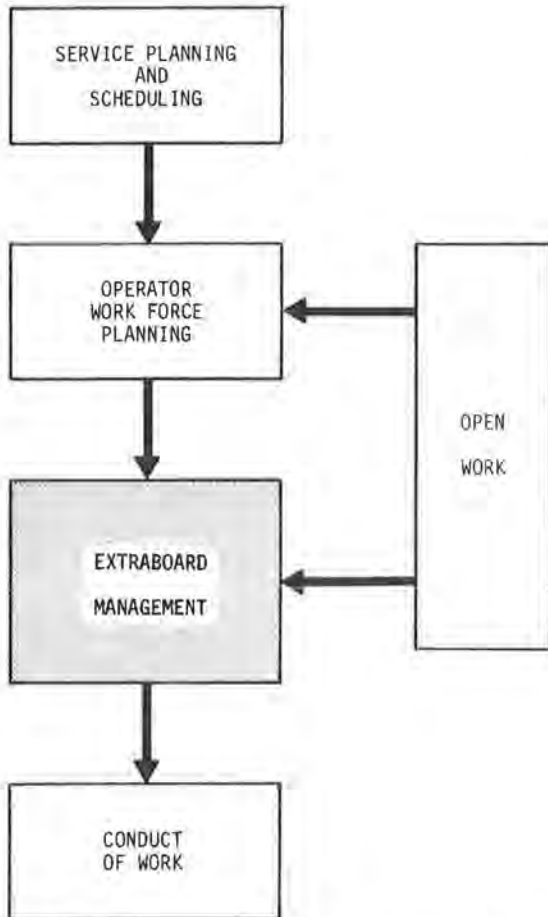 SERVICE PLANNING
AND
SCHEDULING
OPERATOR
WORK FORCE
PLANNING
OPEN
WORK
EXTRABOARD
MANAGEMENT
CONDUCT
OF WORK